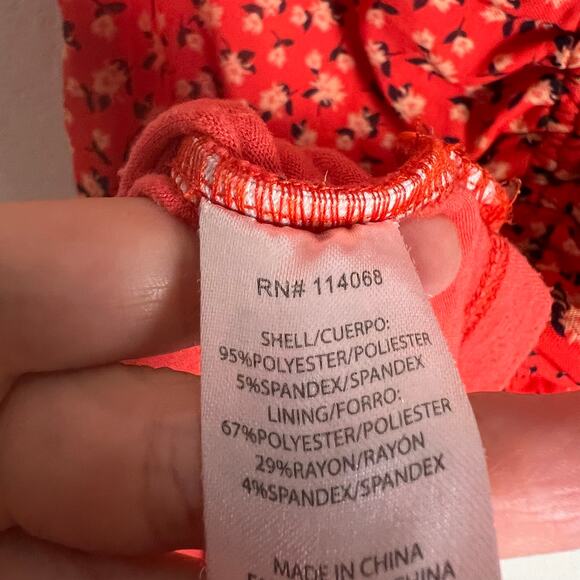 RN# 114068
SHELL/CUERPO:
95%POLYESTER/POLIESTER
5%SPANDEX/SPANDEX
LINING/FORRO:
67%POLYESTER/POLIESTER
29%RAYON/RAYÓN
4%SPANDEX/SPANDEX
MADE IN CHINA
CHINA